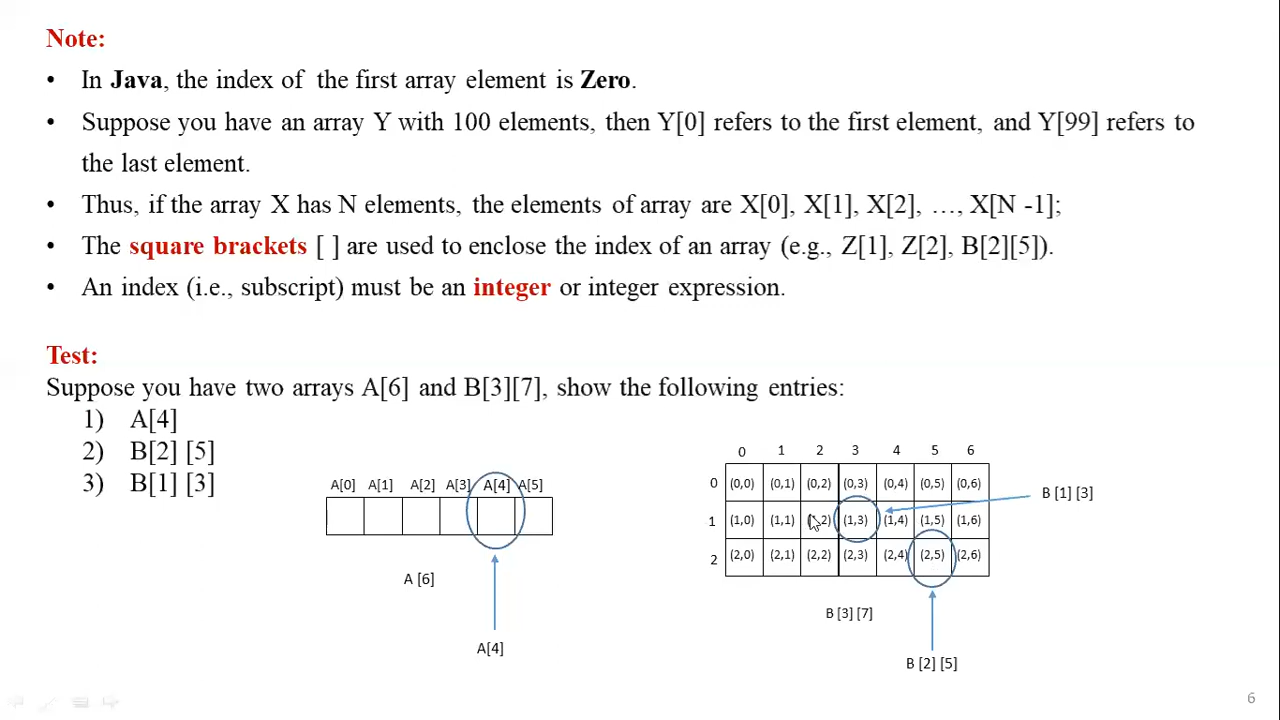 Note:
• In Java, the index of the first array element is Zero.
• Suppose you have an array Y with 100 elements, then Y[0] refers to the first element, and Y[99] refers to
the last element.
• Thus, if the array X has N elements, the elements of array are X[0], X[1], X[2], …, X[N -1];
• The square brackets [ ] are used to enclose the index of an array (e.g., Z[1], Z[2], B[2][5]).
• An index (i.e., subscript) must be an integer or integer expression.
Test:
Suppose you have two arrays A[6] and B[3][7], show the following entries:
1) A[4]
2) B[2] [5]
3) B[1] [3]
A[0] A[1] A[2] A[3] A[4] A[5]
A [6]
A[4]
0 1 2 3 4 5 6
0 (0,0) (0,1) (0,2) (0,3) (0,4) (0,5) (0,6)
B [1] [3]
1 (1,0) (1,1) 2) (1,3) (1,4) (1,5) (1,6)
2 (2,0) (2,1) (2,2) (2,3) (2,4) (2,5) (2,6)
B [3] [7]
B [2] [5]
6